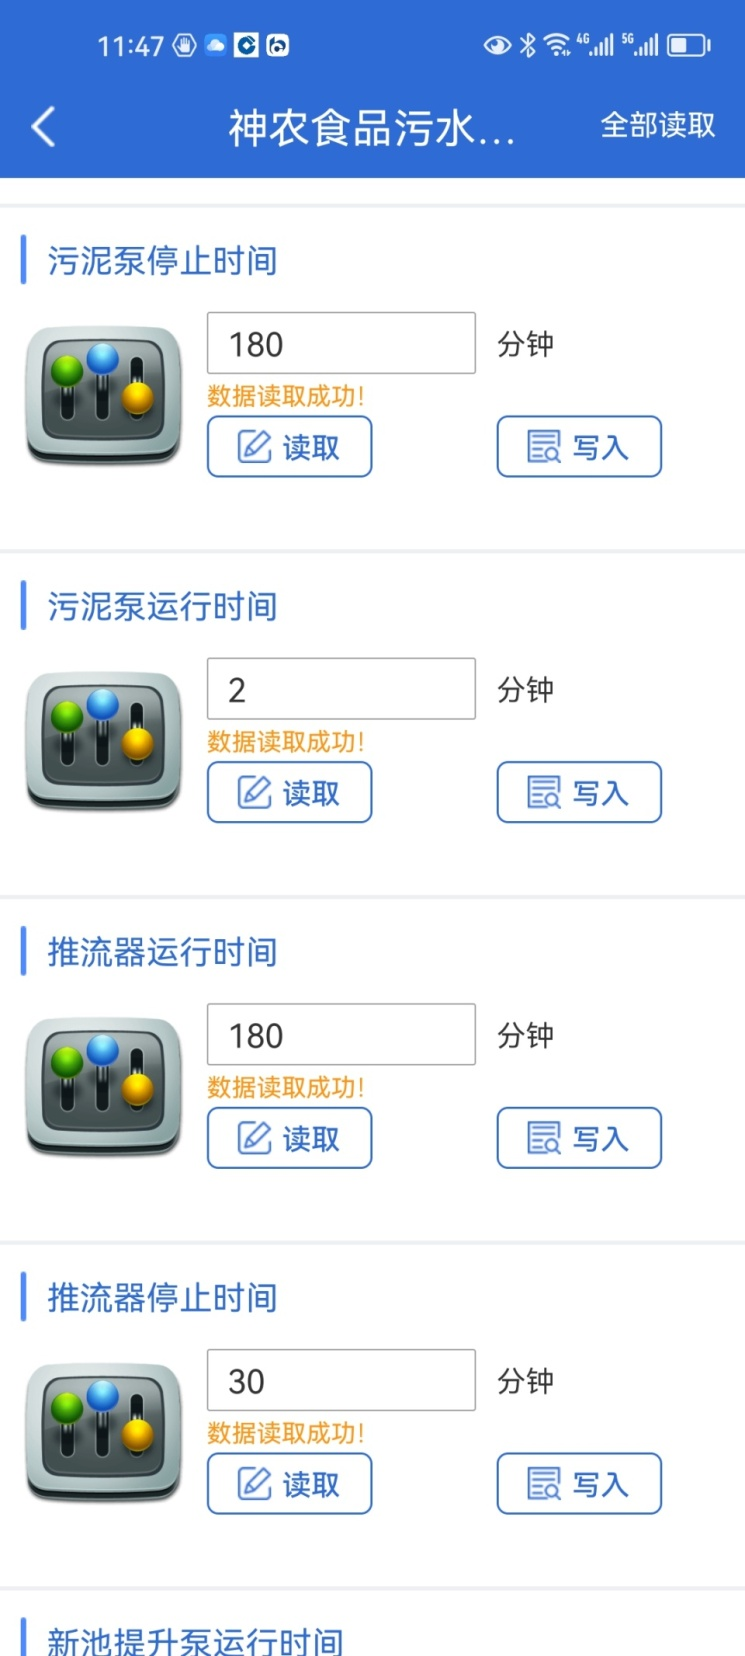 11:47
4G 5G
神农食品污水... 全部读取
污泥泵停止时间
180 分钟
数据读取成功!
读取 写入
污泥泵运行时间
2 分钟
数据读取成功!
读取 写入
推流器运行时间
180 分钟
数据读取成功!
读取 写入
推流器停止时间
30 分钟
数据读取成功!
读取 写入
新池提升泵运行时间